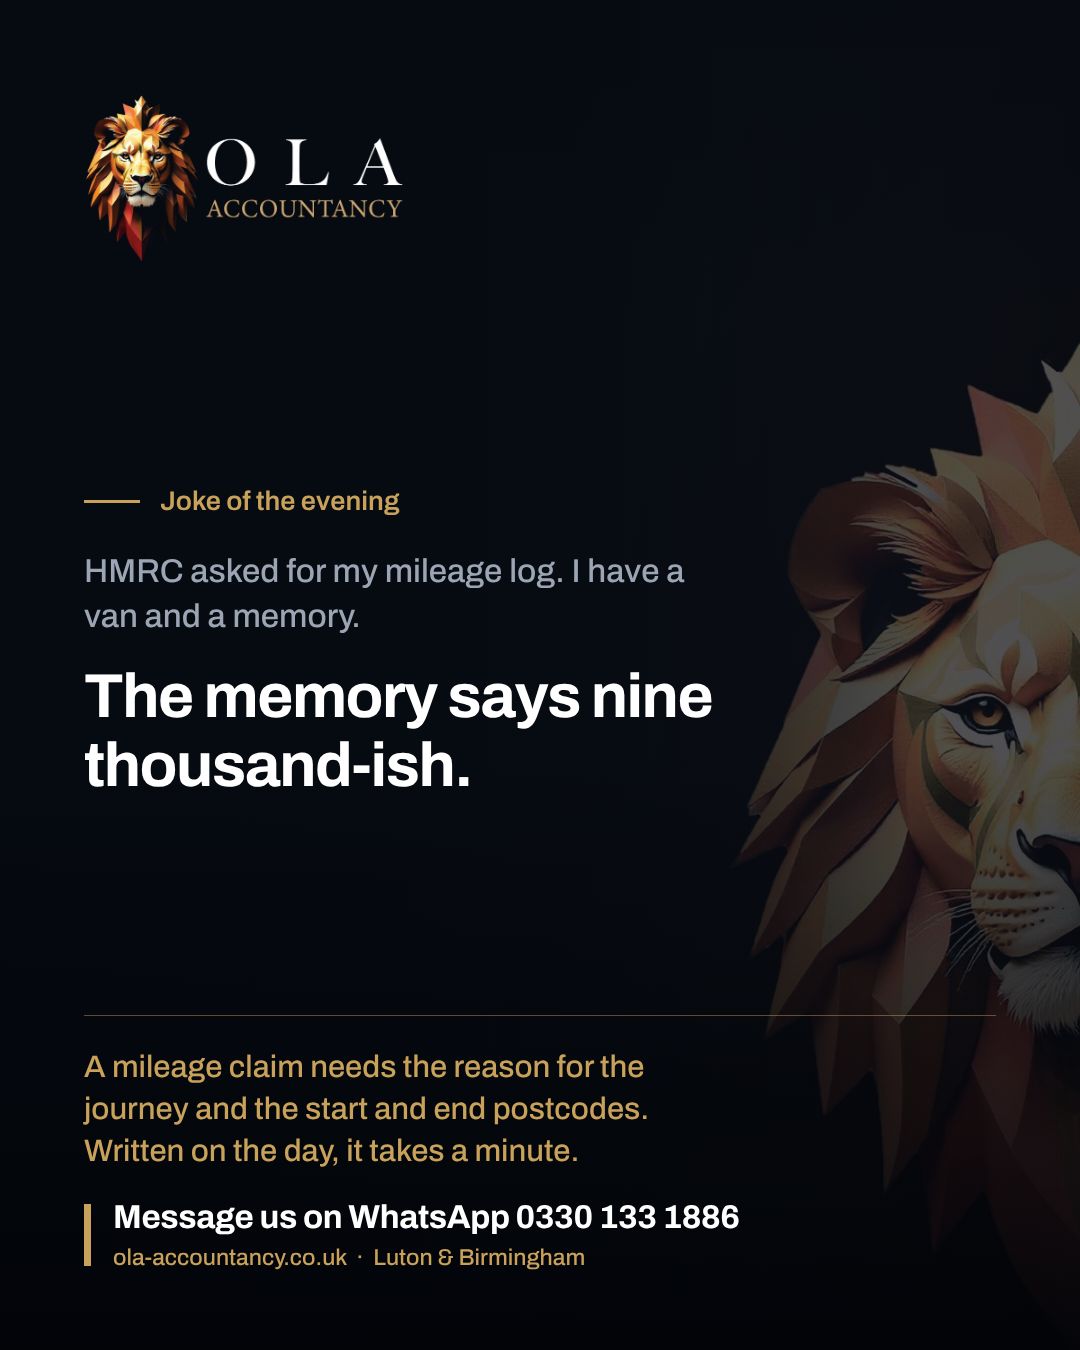 OLA
ACCOUNTANCY
Joke of the evening
HMRC asked for my mileage log. I have a
van and a memory.
The memory says nine
thousand-ish.
A mileage claim needs the reason for the
journey and the start and end postcodes.
Written on the day, it takes a minute.
Message us on WhatsApp 0330 133 1886
ola-accountancy.co.uk · Luton & Birmingham